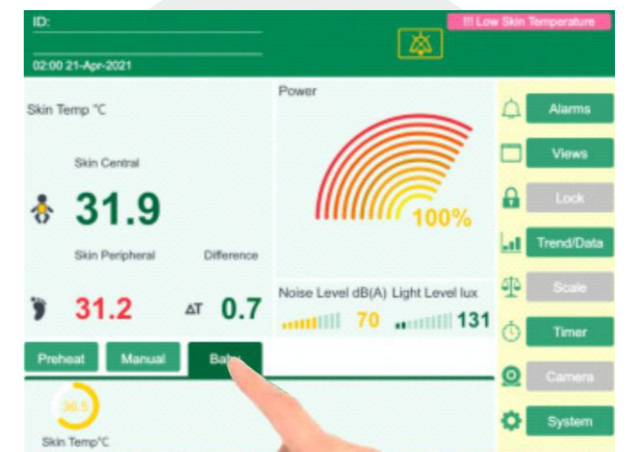 ID:
!!! Low Skin Temperature
02:00 21-Apr-2021
Skin Temp °C
Power
Alarms
Skin Central
Views
31.9
Lock
100%
Skin Peripheral Difference
Trend/Data
31.2 ΔT 0.7
Noise Level dB(A) Light Level lux
Scale
70 131
Timer
Preheat Manual Baby
Camera
36.5
System
Skin Temp°C